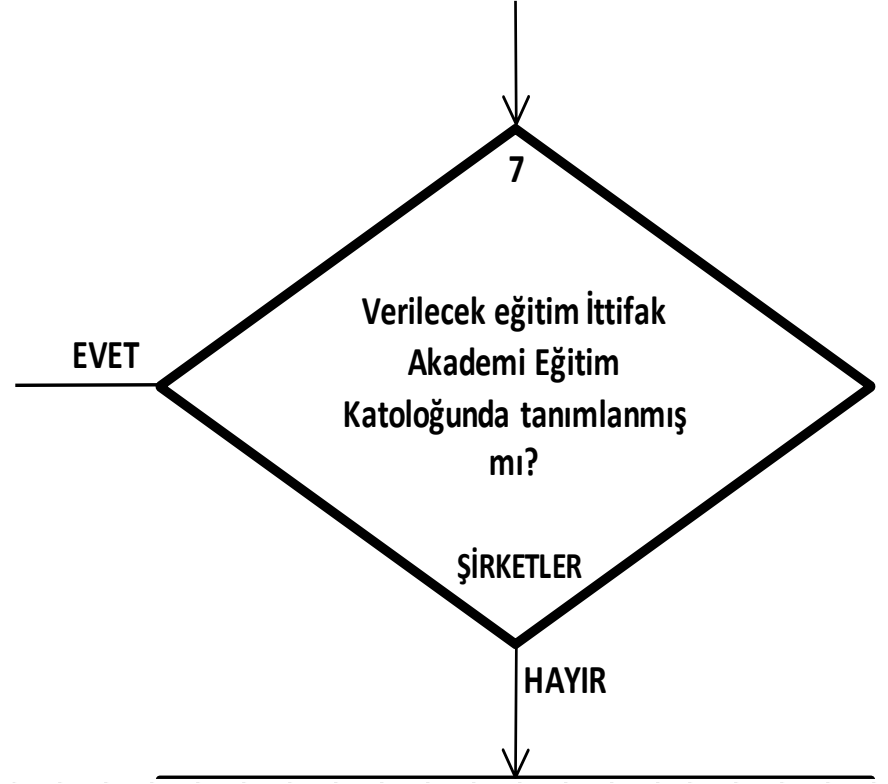 7
Verilecek eğitim İttifak
Akademi Eğitim
Katoloğunda tanımlanmış
mı?
EVET
ŞİRKETLER
HAYIR